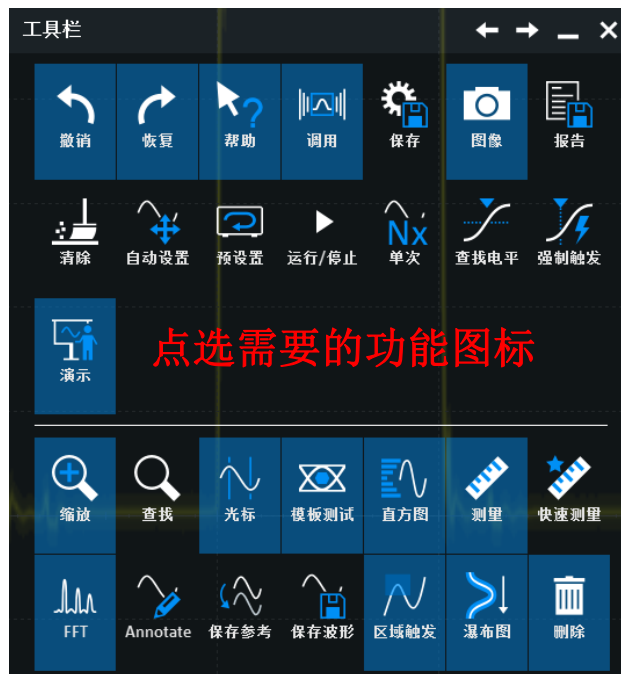 工具栏
撤销 恢复 帮助 调用 保存 图像 报告
清除 自动设置 预设置 运行/停止 单次 查找电平 强制触发
Nx
演示
点选需要的功能图标
缩放 查找 光标 模板测试 直方图 测量 快速测量
FFT Annotate 保存参考 保存波形 区域触发 瀑布图 删除